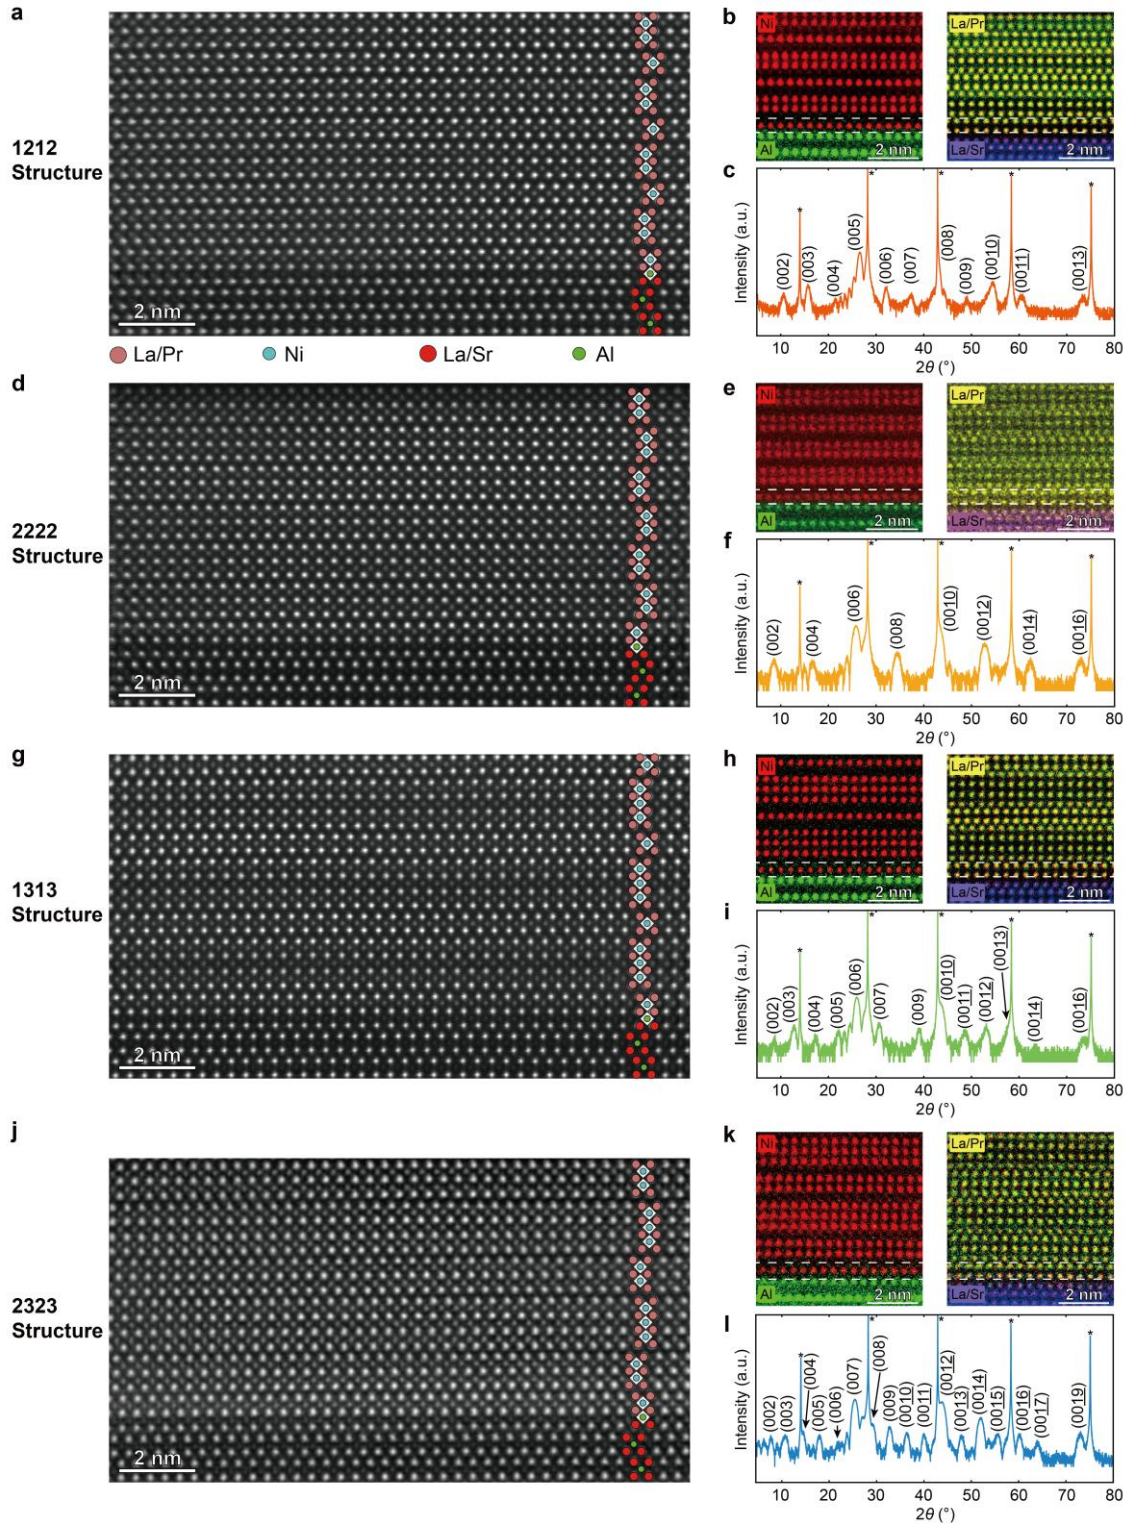 a
1212
Structure
2 nm
La/Pr
Ni
La/Sr
Al
b
Ni
Al
2 nm
La/Pr
La/Sr
2 nm
c
Intensity (a.u.)
(002)
*
(003)
(004)
(005)
*
(006)
(007)
*
(008)
(009)
(0010)
*
(0011)
(0013)
*
10 20 30 40 50 60 70 80
2θ (°)
d
2222
Structure
2 nm
e
Ni
Al
2 nm
La/Pr
La/Sr
2 nm
f
Intensity (a.u.)
(002)
*
(004)
(006)
*
(008)
*
(0010)
(0012)
*
(0014)
(0016)
*
10 20 30 40 50 60 70 80
2θ (°)
g
1313
Structure
2 nm
h
Ni
Al
2 nm
La/Pr
La/Sr
2 nm
i
Intensity (a.u.)
(002)
(003)
*
(004)
(005)
(006)
*
(007)
(009)
*
(0010)
(0011)
(0012)
(0013)
*
(0014)
(0016)
*
10 20 30 40 50 60 70 80
2θ (°)
j
2323
Structure
2 nm
k
Ni
Al
2 nm
La/Pr
La/Sr
2 nm
l
Intensity (a.u.)
(002)
(003)
*
(004)
(005)
(006)
(007)
*
(008)
(009)
(0010)
(0011)
*
(0012)
(0013)
(0014)
(0015)
*
(0016)
(0017)
(0019)
*
10 20 30 40 50 60 70 80
2θ (°)